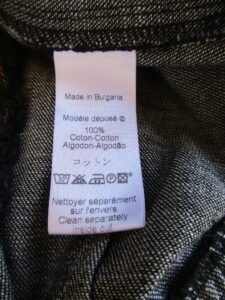 Made in Bulgaria
Modèle déposé ©
100%
Coton-Cotton
Algodon-Algodão
コットン
Nettoyer séparément
sur l'envers
Clean separately
inside out